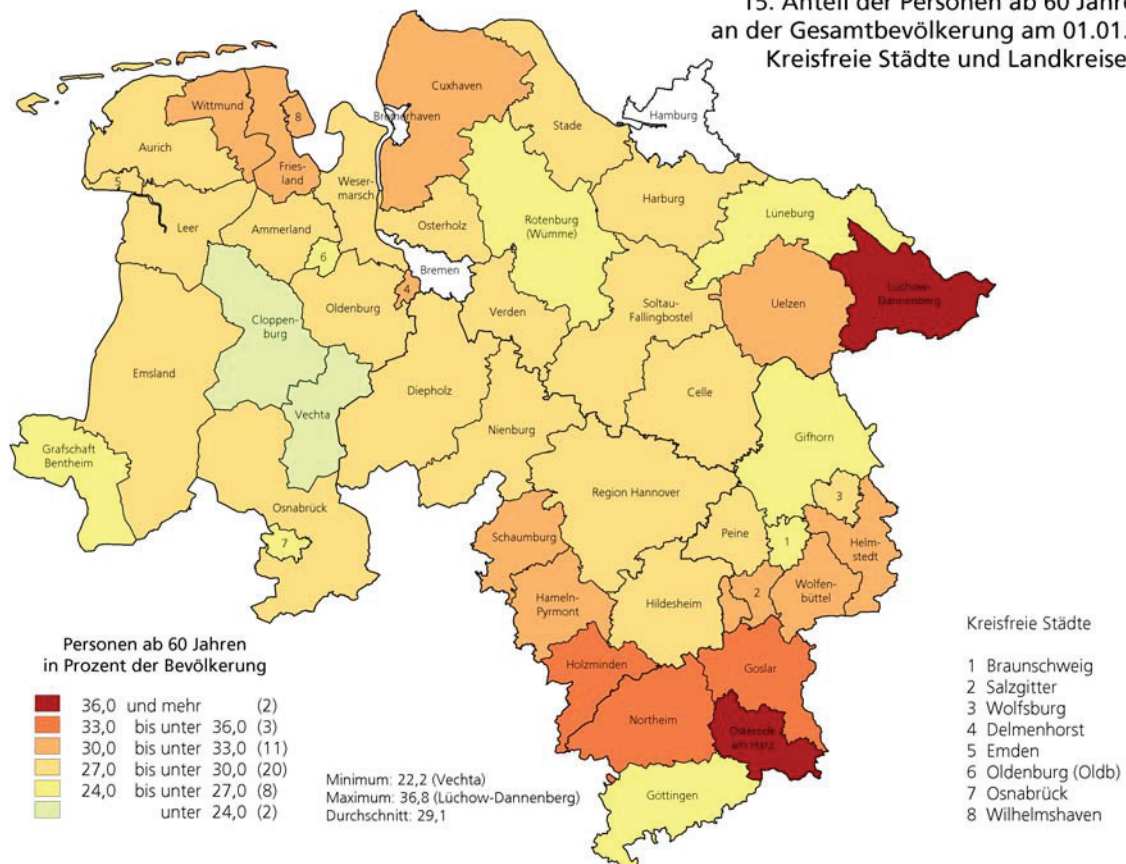 15. Anteil der Personen ab 60 Jahre
an der Gesamtbevölkerung am 01.01.
Kreisfreie Städte und Landkreise
Cuxhaven
Wittmund
8
Bremerhaven
Hamburg
Stade
Aurich
Fries-
land
5
Weser-
marsch
Harburg
Lüneburg
Leer
Ammerland
Osterholz
Rotenburg
(Wümme)
6
Bremen
4
Uelzen
Lüchow-
Dannenberg
Oldenburg
Verden
Soltau-
Fallingbostel
Cloppen-
burg
Emsland
Diepholz
Celle
Vechta
Nienburg
Gifhorn
Grafschaft
Bentheim
Region Hannover
3
Osnabrück
Schaumburg
Peine
1
Helm-
stedt
7
Hameln-
Pyrmont
Hildesheim
2
Wolfen-
büttel
Holzminden
Goslar
Northeim
Osterode
am Harz
Göttingen
Personen ab 60 Jahren
in Prozent der Bevölkerung
36,0 und mehr (2)
33,0 bis unter 36,0 (3)
30,0 bis unter 33,0 (11)
27,0 bis unter 30,0 (20)
24,0 bis unter 27,0 (8)
unter 24,0 (2)
Minimum: 22,2 (Vechta)
Maximum: 36,8 (Lüchow-Dannenberg)
Durchschnitt: 29,1
Kreisfreie Städte
1 Braunschweig
2 Salzgitter
3 Wolfsburg
4 Delmenhorst
5 Emden
6 Oldenburg (Oldb)
7 Osnabrück
8 Wilhelmshaven